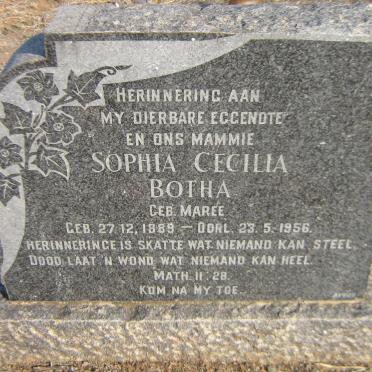 HERINNERING AAN
MY DIERBARE EGGENOTE
EN ONS MAMMIE
SOPHIA CECILIA
BOTHA
GEB. MAREE
GEB. 27.12.1889 – OORL. 23.5.1956.
HERINNERINGE IS SKATTE WAT NIEMAND KAN STEEL.
DOOD LAAT 'N WOND WAT NIEMAND KAN HEEL.
MATH. 11:28.
KOM NA MY TOE.